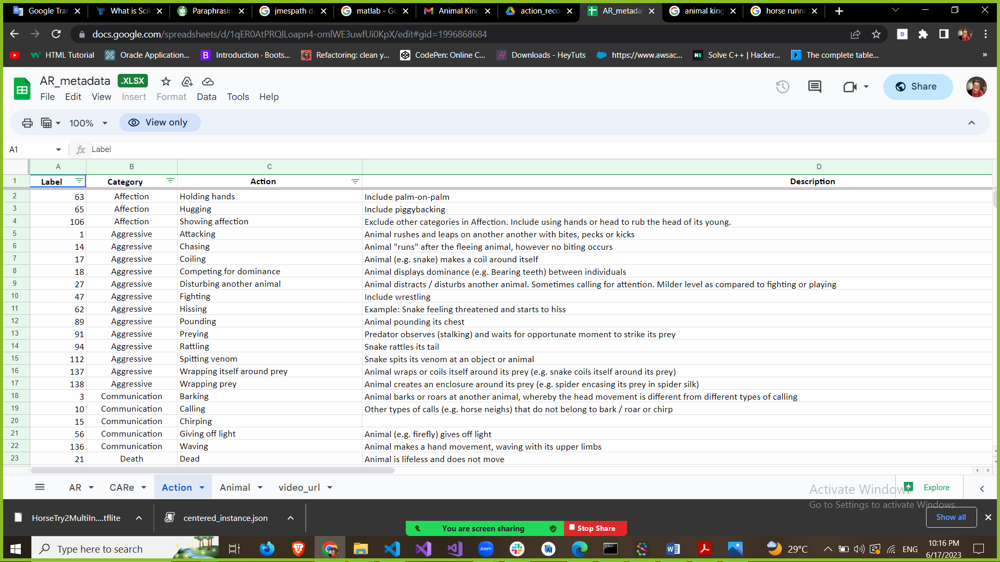 Google Tra
What is Sci
Paraphrasin
jmespath d
matlab - Go
Animal King
action_reco
AR_metadat
animal king
horse runni
docs.google.com/spreadsheets/d/1qER0AtPRQlLoapn4-omlWE3uwfUi0KpX/edit#gid=1996868684
HTML Tutorial
Oracle Application...
Introduction · Boots...
Refactoring: clean y...
CodePen: Online C...
Downloads - HeyTuts
https://www.awsac...
Solve C++ | Hacker...
The complete table...
»
AR_metadata .XLSX
File Edit View Insert Format Data Tools Help
Share
100% View only
A1 fx Label
A B C D
1 Label Category Action Description
2 63 Affection Holding hands Include palm-on-palm
3 65 Affection Hugging Include piggybacking
4 106 Affection Showing affection Exclude other categories in Affection. Include using hands or head to rub the head of its young.
5 1 Aggressive Attacking Animal rushes and leaps on another another with bites, pecks or kicks
6 14 Aggressive Chasing Animal "runs" after the fleeing animal, however no biting occurs
7 17 Aggressive Coiling Animal (e.g. snake) makes a coil around itself
8 18 Aggressive Competing for dominance Animal displays dominance (e.g. Bearing teeth) between individuals
9 27 Aggressive Disturbing another animal Animal distracts / disturbs another animal. Sometimes calling for attention. Milder level as compared to fighting or playing
10 47 Aggressive Fighting Include wrestling
11 62 Aggressive Hissing Example: Snake feeling threatened and starts to hiss
12 89 Aggressive Pounding Animal pounding its chest
13 91 Aggressive Preying Predator observes (stalking) and waits for opportunate moment to strike its prey
14 94 Aggressive Rattling Snake rattles its tail
15 112 Aggressive Spitting venom Snake spits its venom at an object or animal
16 137 Aggressive Wrapping itself around prey Animal wraps or coils itself around its prey (e.g. snake coils itself around its prey)
17 138 Aggressive Wrapping prey Animal creates an enclosure around its prey (e.g. spider encasing its prey in spider silk)
18 3 Communication Barking Animal barks or roars at another animal, whereby the head movement is different from different types of calling
19 10 Communication Calling Other types of calls (e.g. horse neighs) that do not belong to bark / roar or chirp
20 15 Communication Chirping
21 56 Communication Giving off light Animal (e.g. firefly) gives off light
22 136 Communication Waving Animal makes a hand movement, waving with its upper limbs
23 21 Death Dead Animal is lifeless and does not move
AR CARe Action Animal video_url
Explore
Activate Windows
Go to Settings to activate Windows.
HorseTry2MultiIn....tflite
centered_instance.json
Show all
You are screen sharing
Stop Share
Type here to search
zoom
29°C
ENG
10:16 PM
6/17/2023